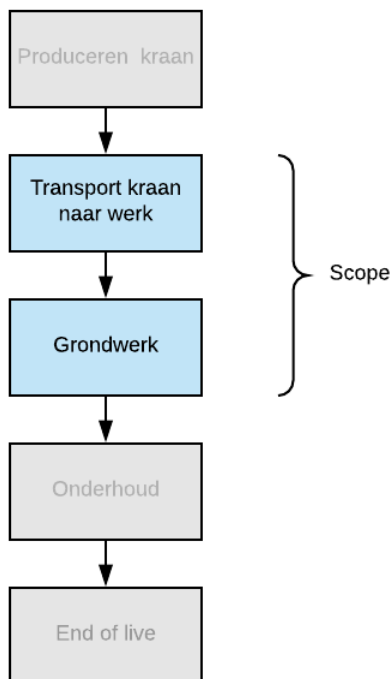 Produceren kraan
Transport kraan
naar werk
Scope
Grondwerk
Onderhoud
End of live